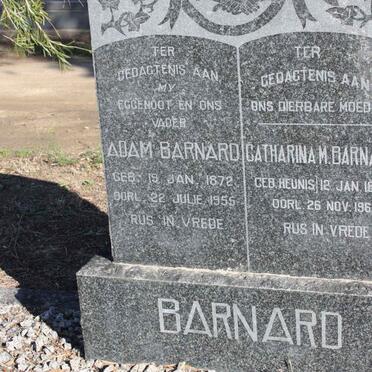 TER
GEDAGTENIS AAN
MY
EGGENOOT EN ONS
VADER
ADAM BARNARD
GEB. 19 JAN. 1872
OORL. 22 JULIE 1955
RUS IN VREDE
TER
GEDAGTENIS AAN
ONS DIERBARE MOED
CATHARINA M. BARNA
GEB. HEUNIS 12 JAN. 18
OORL. 26 NOV. 196
RUS IN VREDE
BARNARD